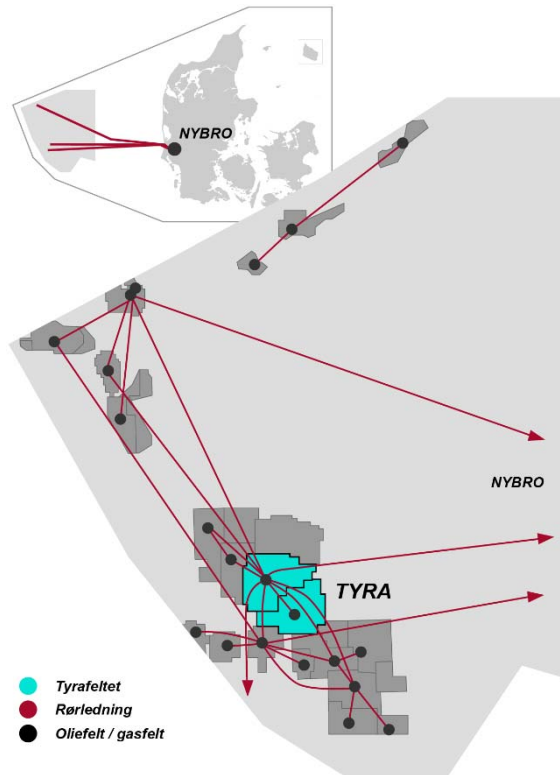 NYBRO
NYBRO
TYRA
Tyrafeltet
Rørledning
Oliefelt / gasfelt